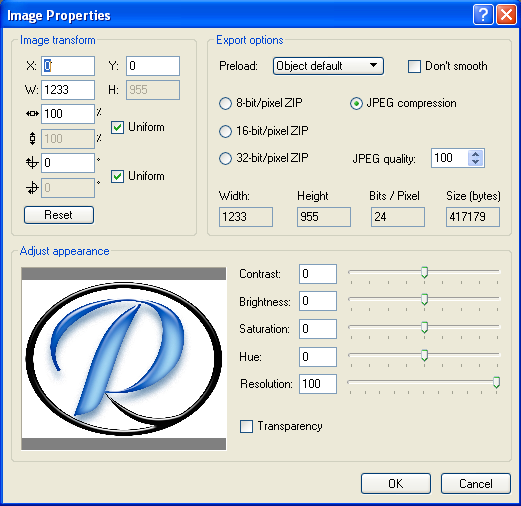 Image Properties
Image transform
X: 0 Y: 0
W: 1233 H: 955
100 %
Uniform
100 %
0 °
Uniform
0 °
Reset
Export options
Preload: Object default Don't smooth
8-bit/pixel ZIP JPEG compression
16-bit/pixel ZIP
32-bit/pixel ZIP JPEG quality: 100
Width: Height Bits / Pixel Size (bytes)
1233 955 24 417179
Adjust appearance
R
Contrast: 0
Brightness: 0
Saturation: 0
Hue: 0
Resolution: 100
Transparency
OK Cancel